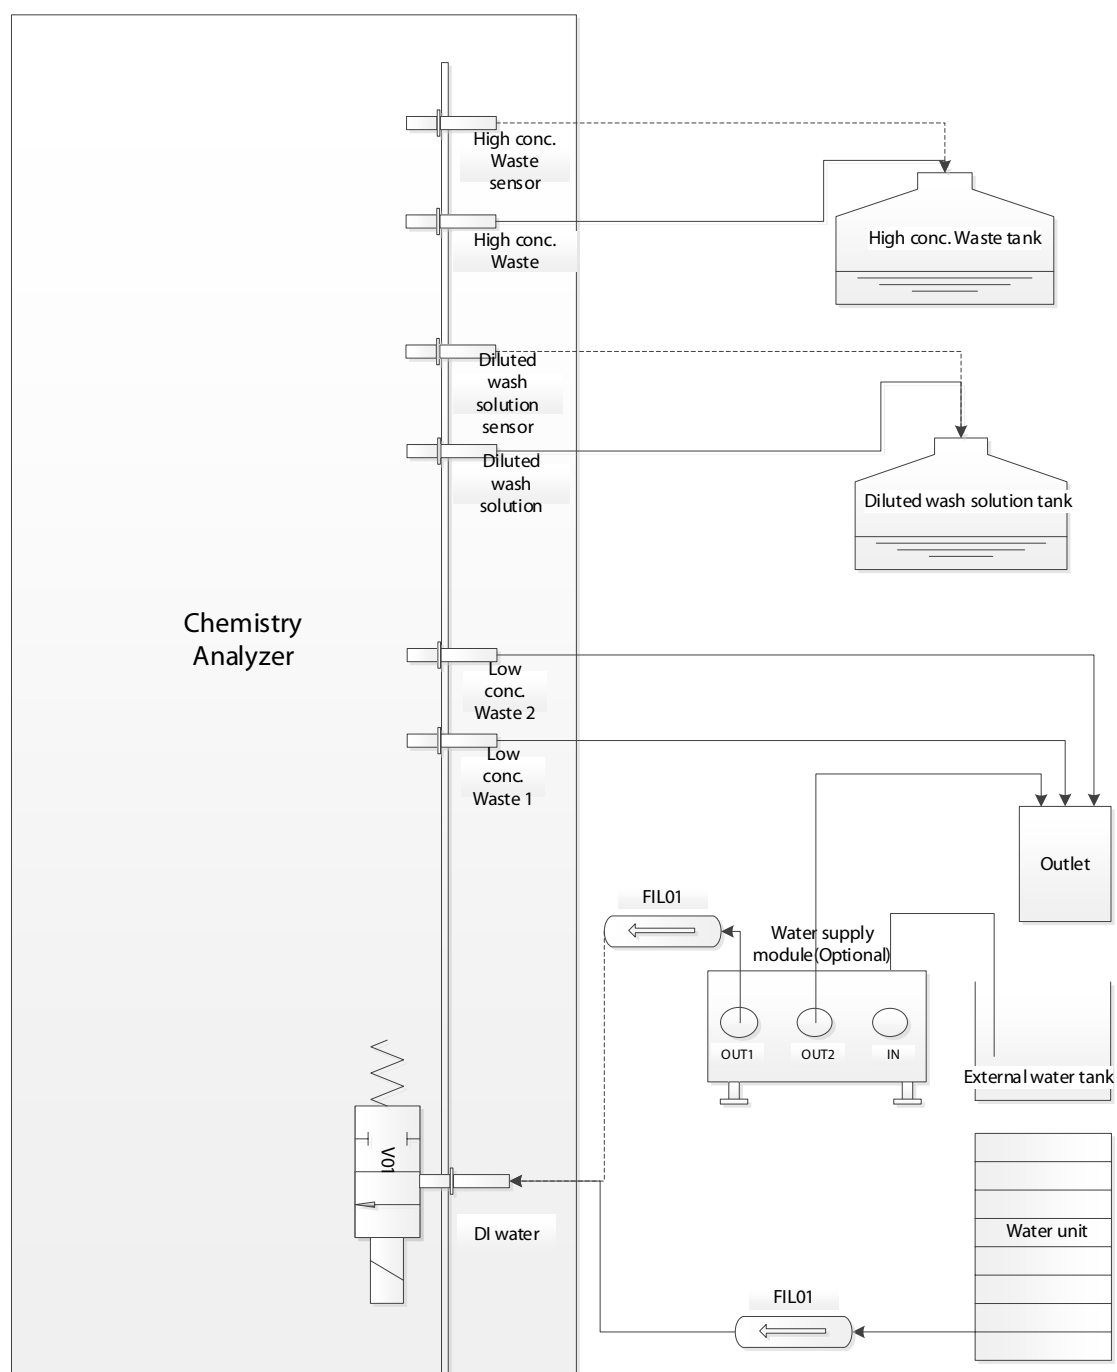 High conc.
Waste
sensor
High conc. Waste tank
High conc.
Waste
Diluted
wash
solution
sensor
Diluted
wash
solution
Diluted wash solution tank
Chemistry
Analyzer
Low
conc.
Waste 2
Low
conc.
Waste 1
Outlet
FIL01
Water supply
module(Optional)
OUT1
OUT2
IN
External water tank
V01
DI water
Water unit
FIL01